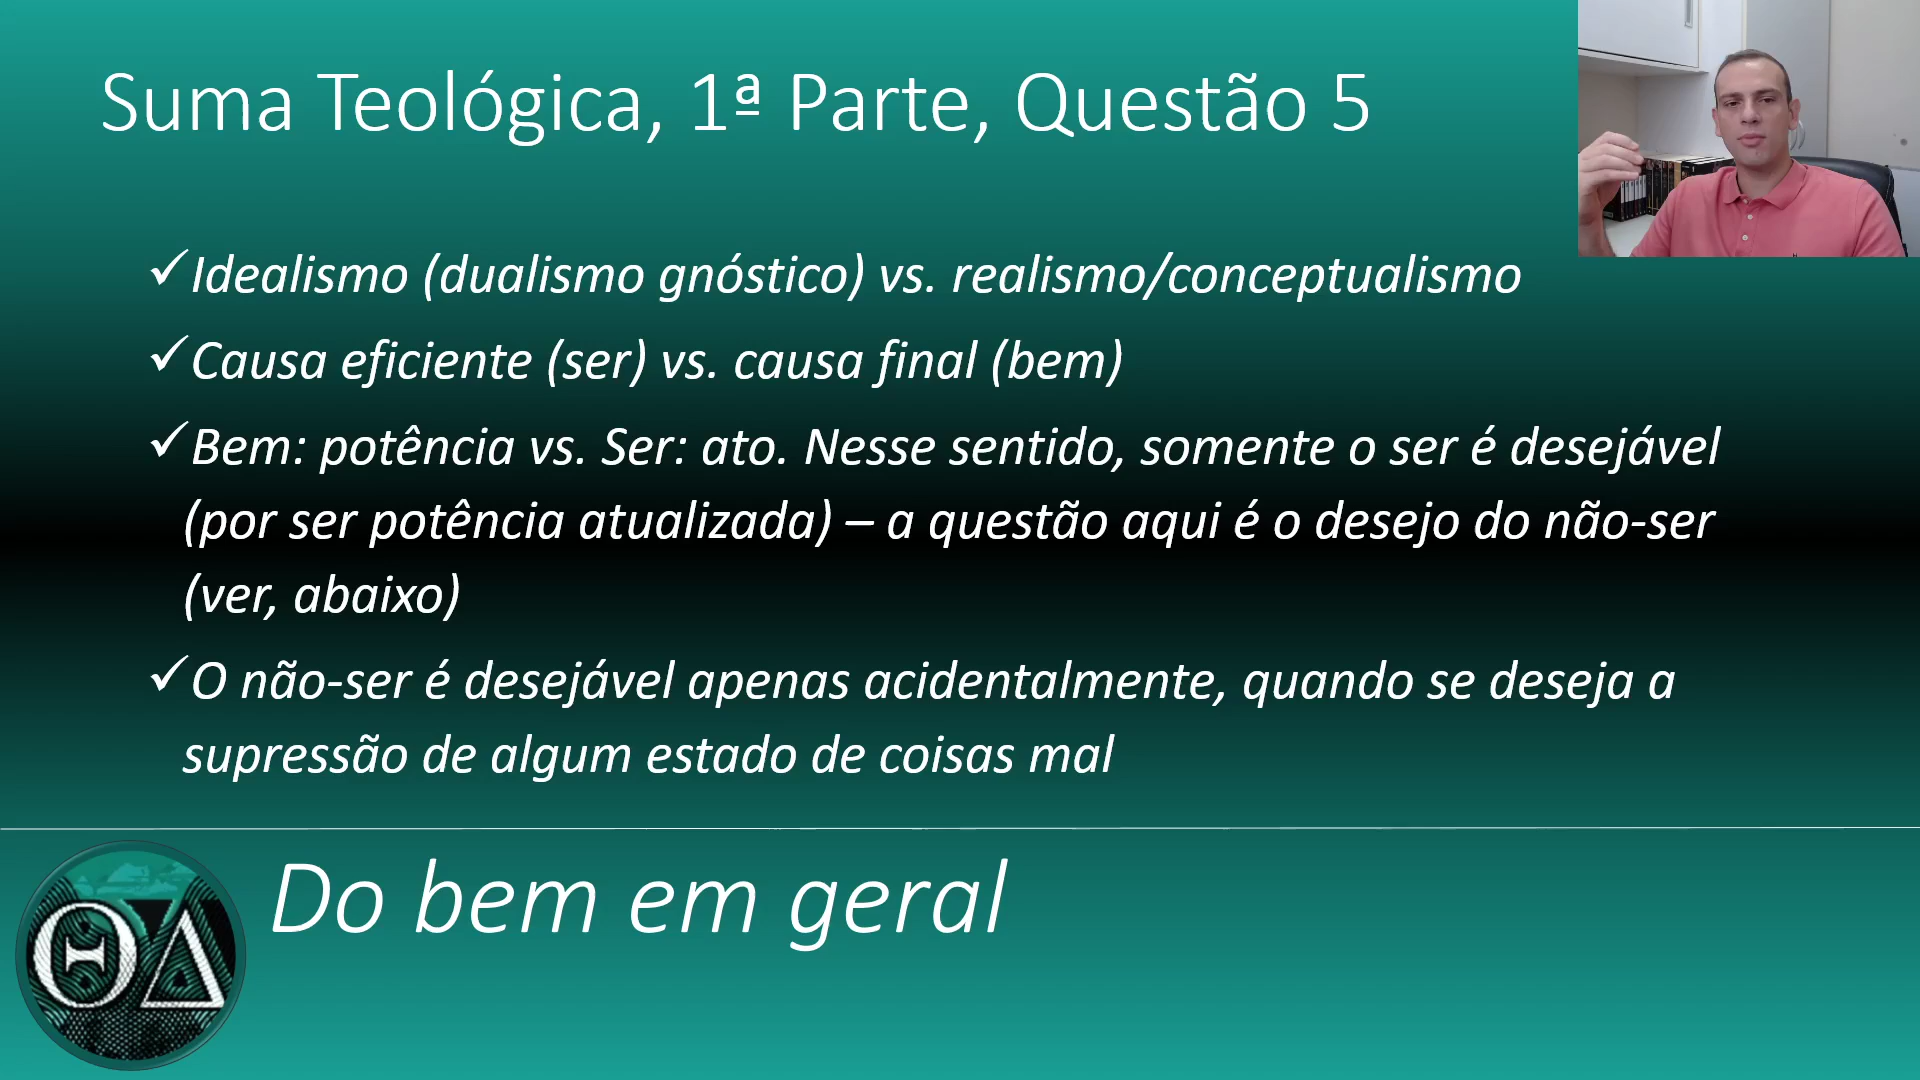 Suma Teológica, 1ª Parte, Questão 5
✓Idealismo (dualismo gnóstico) vs. realismo/conceptualismo
✓Causa eficiente (ser) vs. causa final (bem)
✓Bem: potência vs. Ser: ato. Nesse sentido, somente o ser é desejável
(por ser potência atualizada) – a questão aqui é o desejo do não-ser
(ver, abaixo)
✓O não-ser é desejável apenas acidentalmente, quando se deseja a
supressão de algum estado de coisas mal
Do bem em geral
ΘΔ